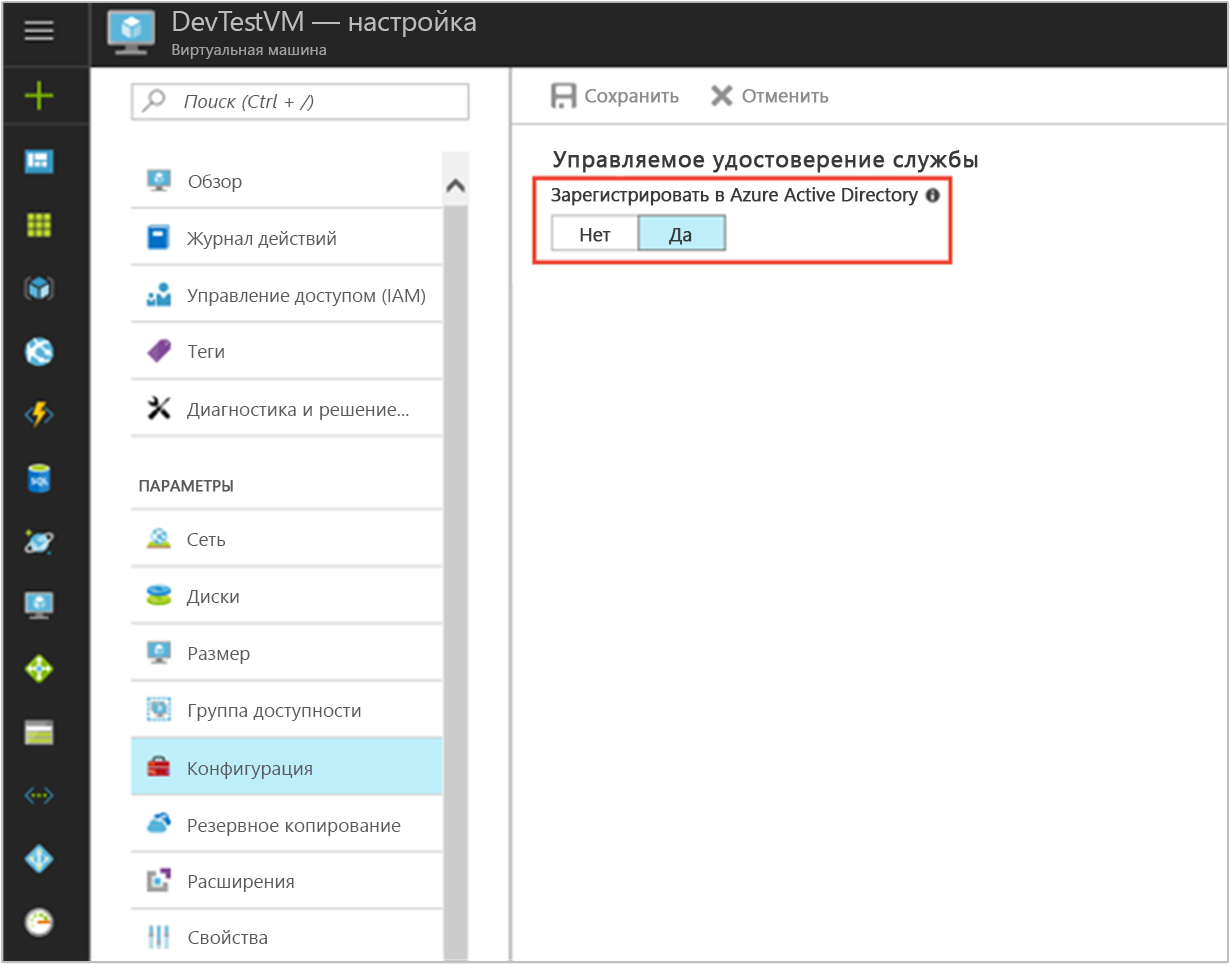 DevTestVM — настройка
Виртуальная машина
Поиск (Ctrl + /)
Сохранить
Отменить
Обзор
Журнал действий
Управление доступом (IAM)
Теги
Диагностика и решение...
ПАРАМЕТРЫ
Сеть
Диски
Размер
Группа доступности
Конфигурация
Резервное копирование
Расширения
Свойства
Управляемое удостоверение службы
Зарегистрировать в Azure Active Directory
Нет
Да
SQL